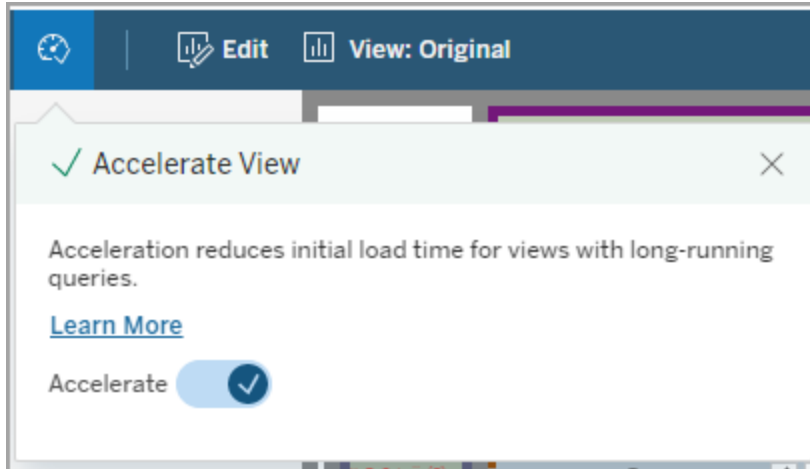 Edit View: Original
Accelerate View
Acceleration reduces initial load time for views with long-running
queries.
Learn More
Accelerate